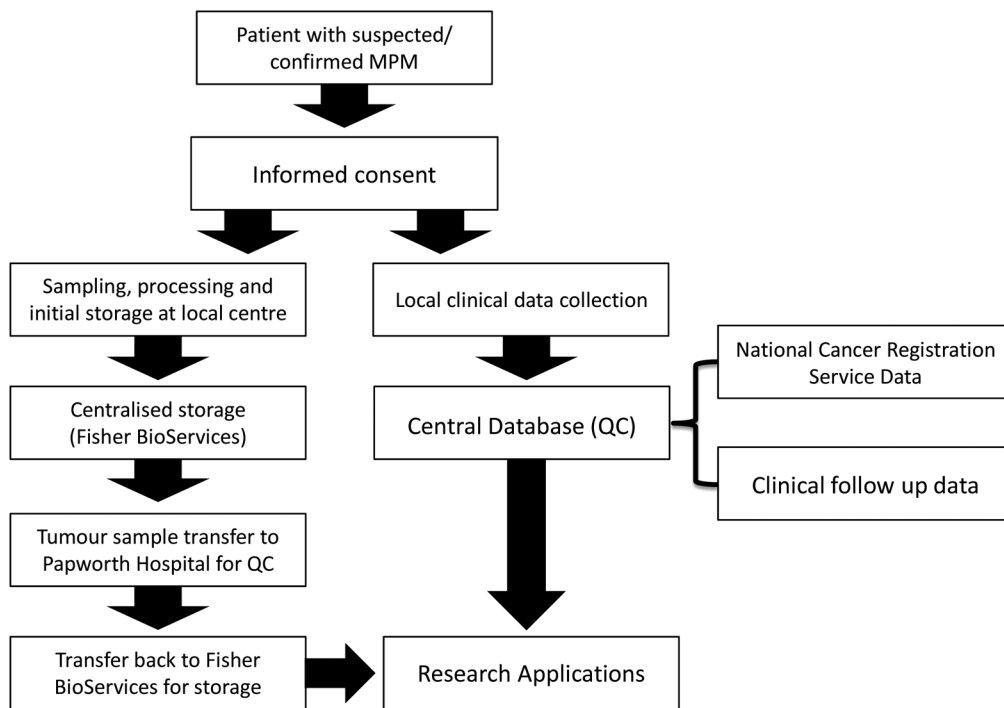 Patient with suspected/
confirmed MPM
Informed consent
Sampling, processing and
initial storage at local centre
Local clinical data collection
National Cancer Registration
Service Data
Centralised storage
(Fisher BioServices)
Central Database (QC)
Clinical follow up data
Tumour sample transfer to
Papworth Hospital for QC
Transfer back to Fisher
BioServices for storage
Research Applications